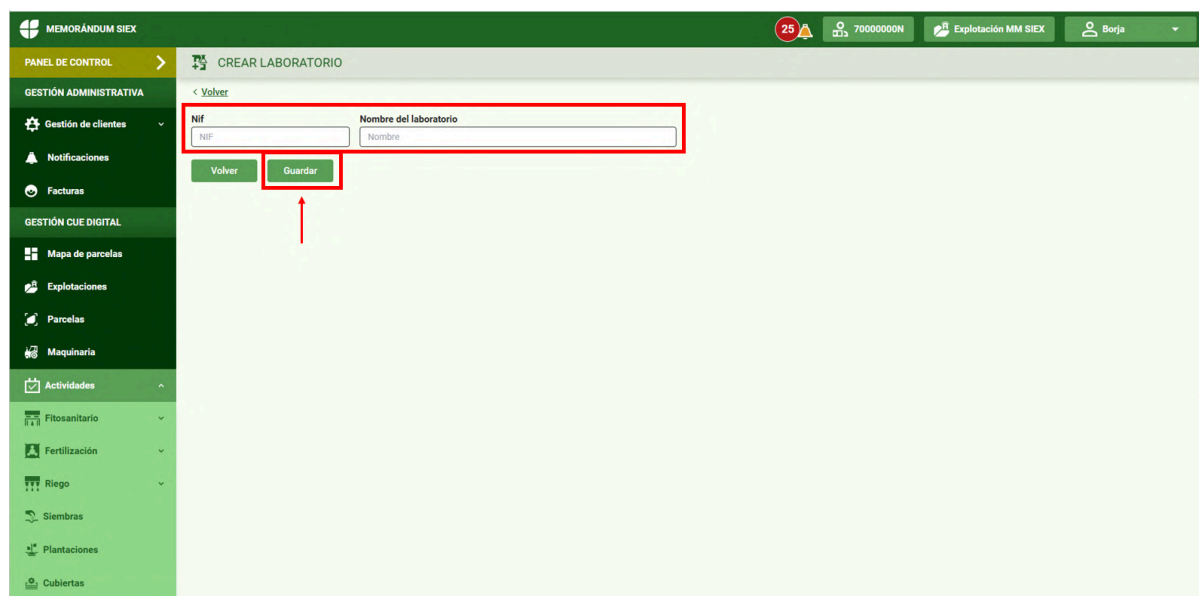 MEMORÁNDUM SIEX
25
70000000N
Explotación MM SIEX
Borja
PANEL DE CONTROL
CREAR LABORATORIO
GESTIÓN ADMINISTRATIVA
< Volver
Gestión de clientes
Nif
Nombre del laboratorio
NIF
Nombre
Notificaciones
Volver
Guardar
Facturas
GESTIÓN CUE DIGITAL
Mapa de parcelas
Explotaciones
Parcelas
Maquinaria
Actividades
Fitosanitario
Fertilización
Riego
Siembras
Plantaciones
Cubiertas